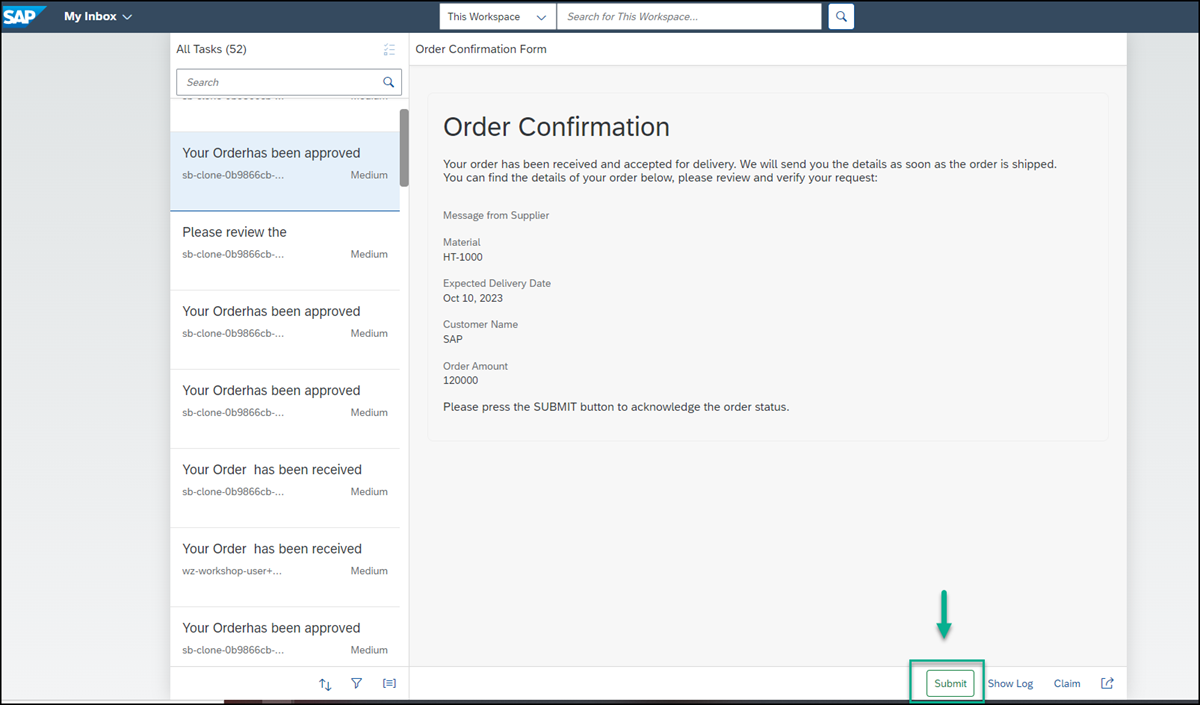 SAP My Inbox This Workspace Search for This Workspace...
All Tasks (52)
Search
Your Orderhas been approved
sb-clone-0b9866cb-... Medium
Please review the
sb-clone-0b9866cb-... Medium
Your Orderhas been approved
sb-clone-0b9866cb-... Medium
Your Orderhas been approved
sb-clone-0b9866cb-... Medium
Your Order  has been received
sb-clone-0b9866cb-... Medium
Your Order  has been received
wz-workshop-user+... Medium
Your Orderhas been approved
sb-clone-0b9866cb-... Medium
Order Confirmation Form
Order Confirmation
Your order has been received and accepted for delivery. We will send you the details as soon as the order is shipped.
You can find the details of your order below, please review and verify your request:
Message from Supplier
Material
HT-1000
Expected Delivery Date
Oct 10, 2023
Customer Name
SAP
Order Amount
120000
Please press the SUBMIT button to acknowledge the order status.
Submit Show Log Claim